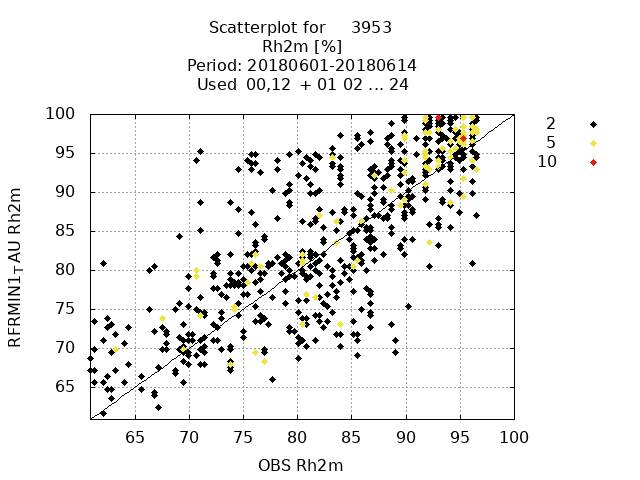 Scatterplot for 3953
Rh2m [%]
Period: 20180601-20180614
Used 00,12 + 01 02 ... 24
100
95
90
85
80
75
70
65
65 70 75 80 85 90 95 100
RFRMIN1_T AU Rh2m
OBS Rh2m
2
5
10